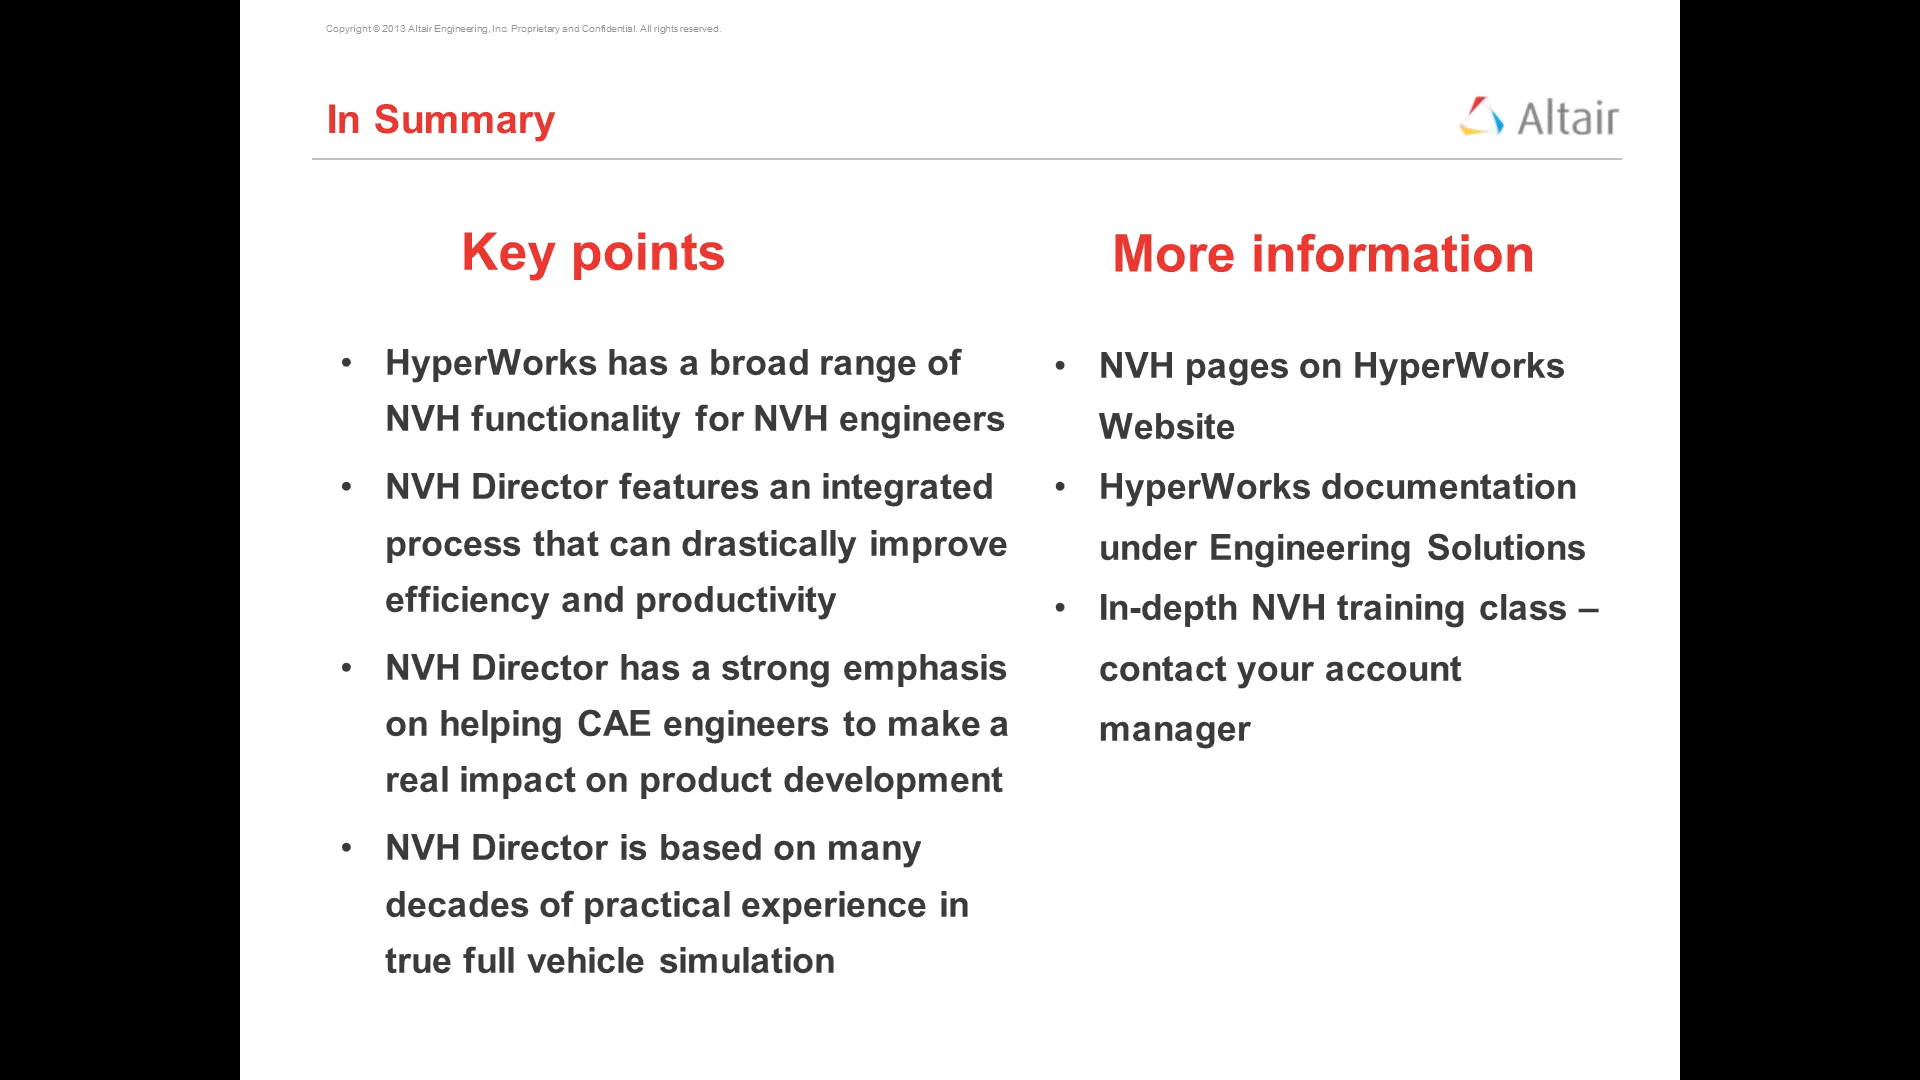 Copyright © 2013 Altair Engineering, Inc. Proprietary and Confidential. All rights reserved.
In Summary
Altair
Key points
• HyperWorks has a broad range of
NVH functionality for NVH engineers
• NVH Director features an integrated
process that can drastically improve
efficiency and productivity
• NVH Director has a strong emphasis
on helping CAE engineers to make a
real impact on product development
• NVH Director is based on many
decades of practical experience in
true full vehicle simulation
More information
• NVH pages on HyperWorks
Website
• HyperWorks documentation
under Engineering Solutions
• In-depth NVH training class –
contact your account
manager